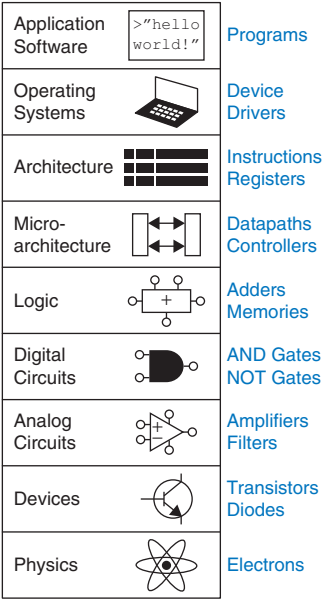 Application
Software
>"hello
world!"
Programs
Operating
Systems
Device
Drivers
Architecture
Instructions
Registers
Micro-
architecture
Datapaths
Controllers
Logic
+
Adders
Memories
Digital
Circuits
AND Gates
NOT Gates
Analog
Circuits
+
−
Amplifiers
Filters
Devices
Transistors
Diodes
Physics
Electrons